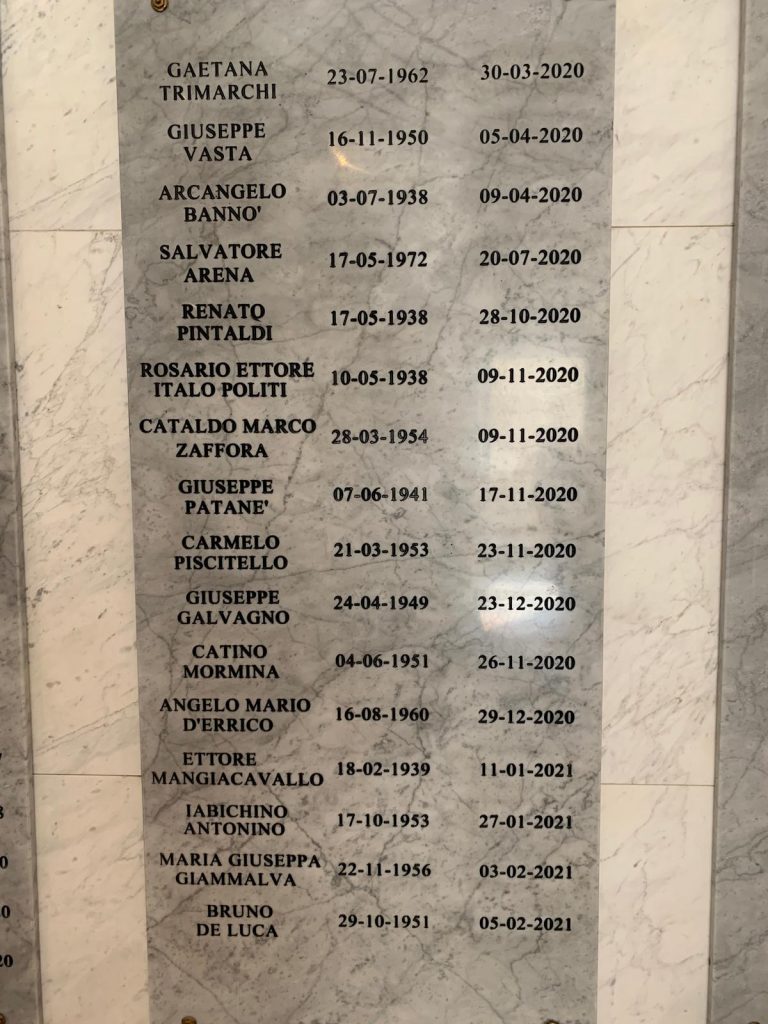 GAETANA
TRIMARCHI 23-07-1962 30-03-2020
GIUSEPPE
VASTA 16-11-1950 05-04-2020
ARCANGELO
BANNO' 03-07-1938 09-04-2020
SALVATORE
ARENA 17-05-1972 20-07-2020
RENATO
PINTALDI 17-05-1938 28-10-2020
ROSARIO ETTORE
ITALO POLITI 10-05-1938 09-11-2020
CATALDO MARCO
ZAFFORA 28-03-1954 09-11-2020
GIUSEPPE
PATANE' 07-06-1941 17-11-2020
CARMELO
PISCITELLO 21-03-1953 23-11-2020
GIUSEPPE
GALVAGNO 24-04-1949 23-12-2020
CATINO
MORMINA 04-06-1951 26-11-2020
ANGELO MARIO
D'ERRICO 16-08-1960 29-12-2020
ETTORE
MANGIACAVALLO 18-02-1939 11-01-2021
IABICHINO
ANTONINO 17-10-1953 27-01-2021
MARIA GIUSEPPA
GIAMMALVA 22-11-1956 03-02-2021
BRUNO
DE LUCA 29-10-1951 05-02-2021